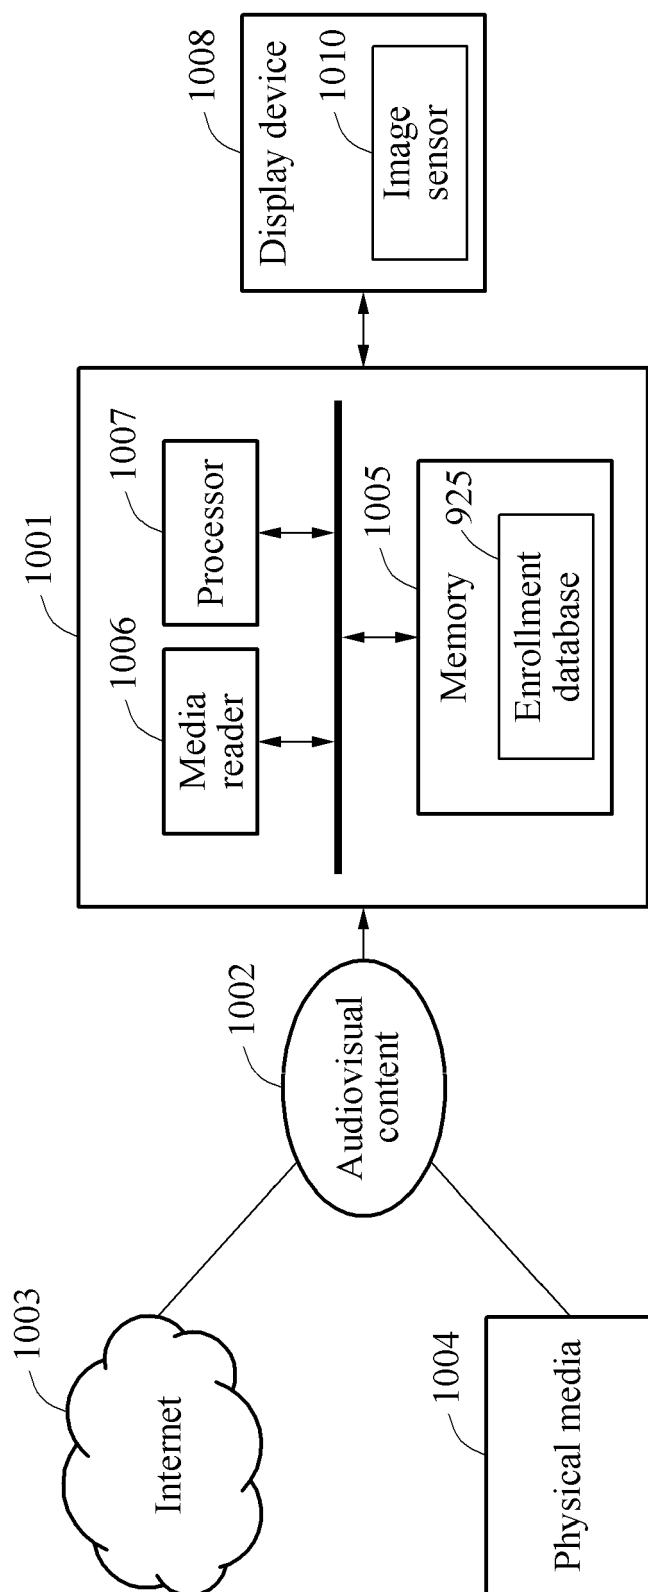 1003
Internet
1004
Physical media
1002
Audiovisual
content
1001
1006
Media
reader
1007
Processor
1005
Memory
925
Enrollment
database
1008
Display device
1010
Image
sensor